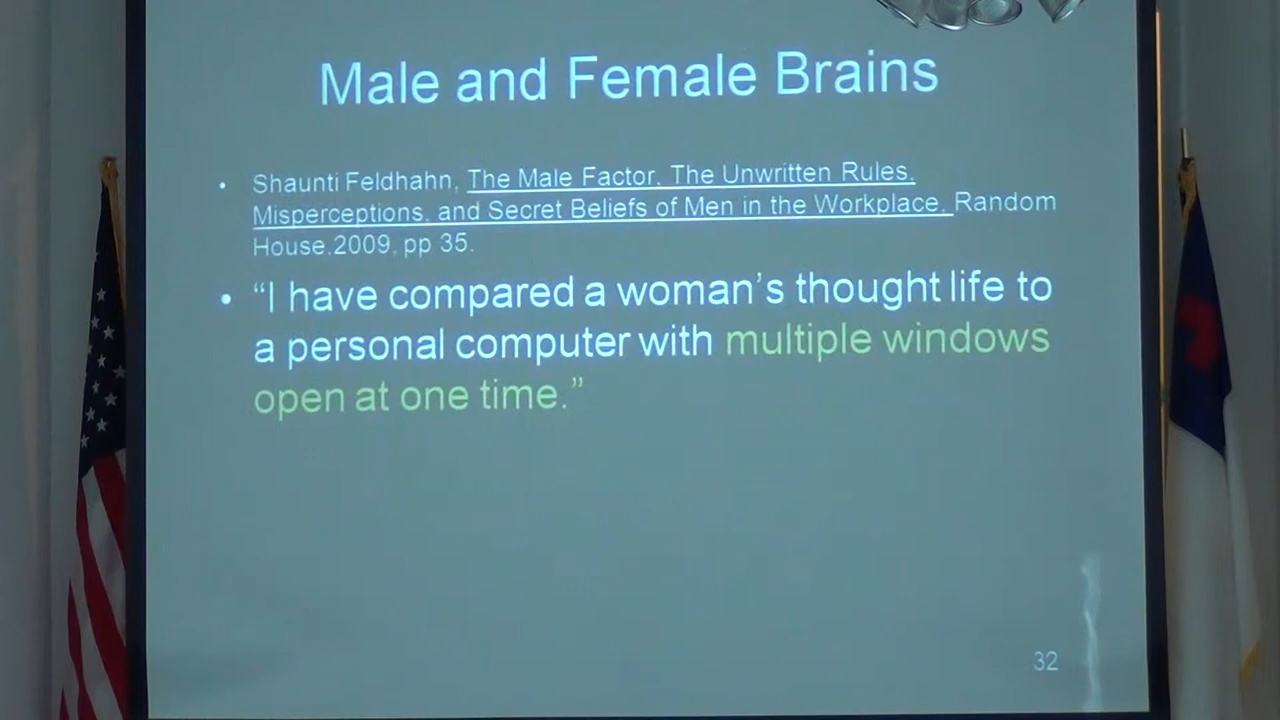 Male and Female Brains
• Shaunti Feldhahn, The Male Factor. The Unwritten Rules.
Misperceptions. and Secret Beliefs of Men in the Workplace. Random
House.2009, pp 35.
• “I have compared a woman’s thought life to
a personal computer with multiple windows
open at one time.”
32